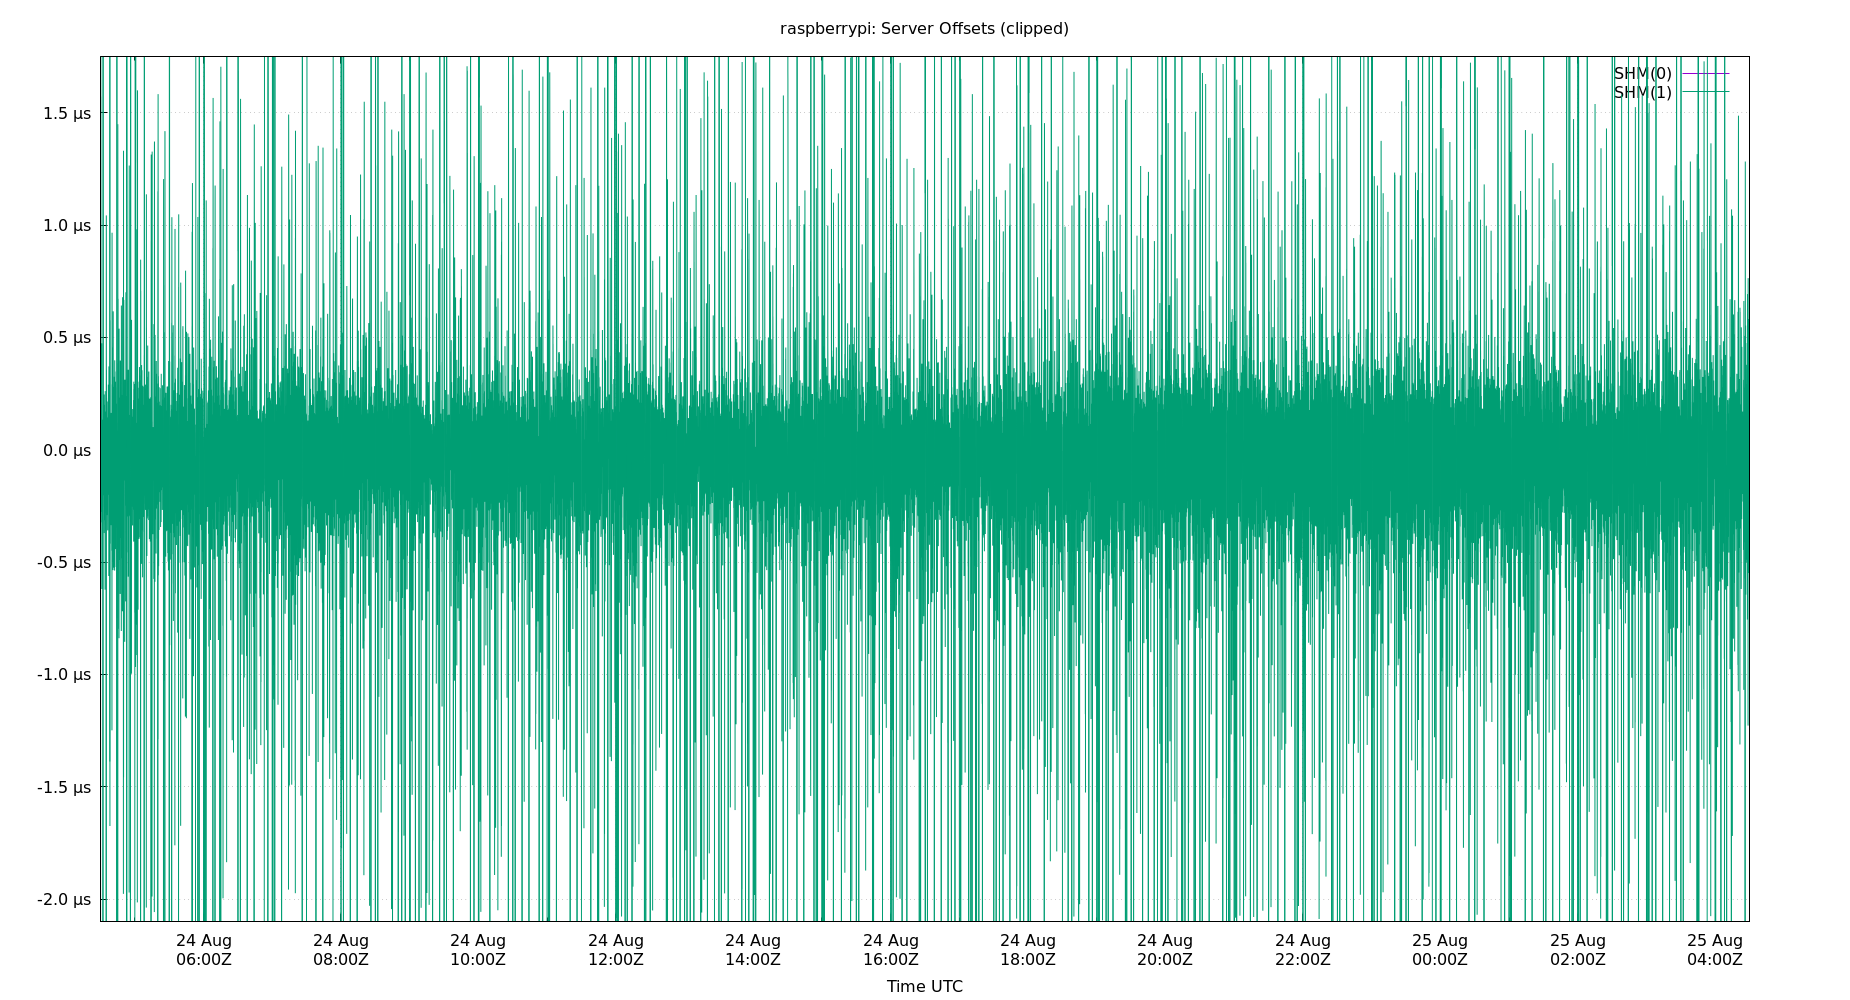 raspberrypi: Server Offsets (clipped)
SHM(0)
SHM(1)
1.5 µs
1.0 µs
0.5 µs
0.0 µs
-0.5 µs
-1.0 µs
-1.5 µs
-2.0 µs
24 Aug 24 Aug 24 Aug 24 Aug 24 Aug 24 Aug 24 Aug 24 Aug 24 Aug 25 Aug 25 Aug 25 Aug
06:00Z 08:00Z 10:00Z 12:00Z 14:00Z 16:00Z 18:00Z 20:00Z 22:00Z 00:00Z 02:00Z 04:00Z
Time UTC